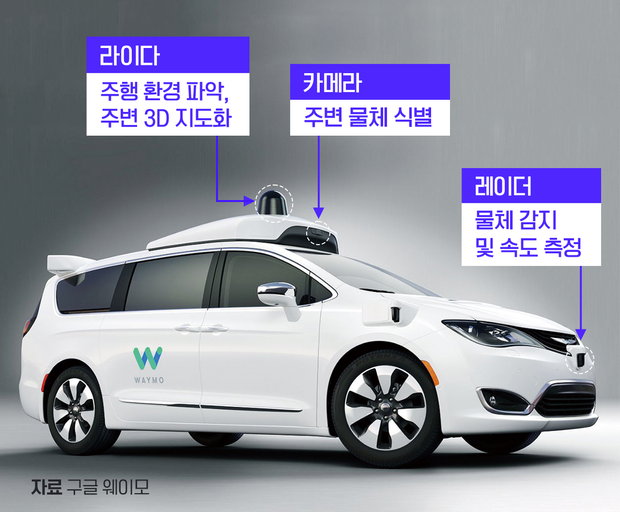 라이다
주행 환경 파악,
주변 3D 지도화
카메라
주변 물체 식별
레이더
물체 감지
및 속도 측정
W
WAYMO
자료 구글 웨이모